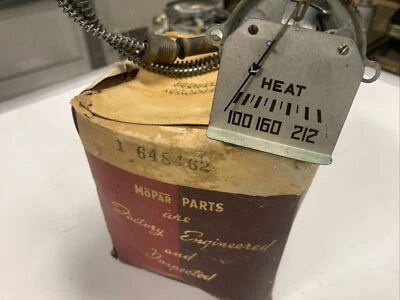 HEAT
100 160 212
1 648462
MOPAR PARTS
are
Factory Engineered
and
Inspected